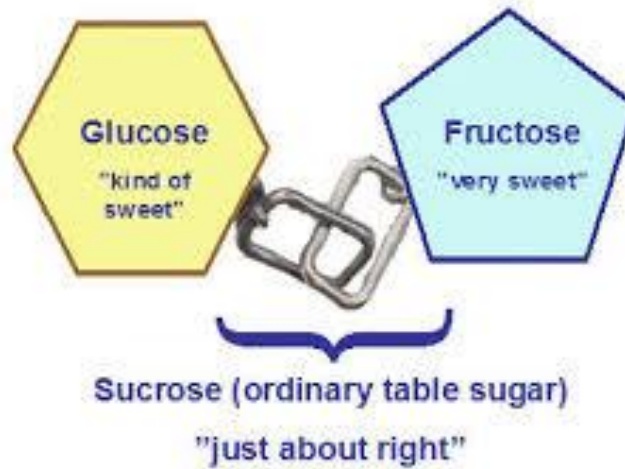 Glucose
"kind of
sweet"
Fructose
"very sweet"
Sucrose (ordinary table sugar)
"just about right"